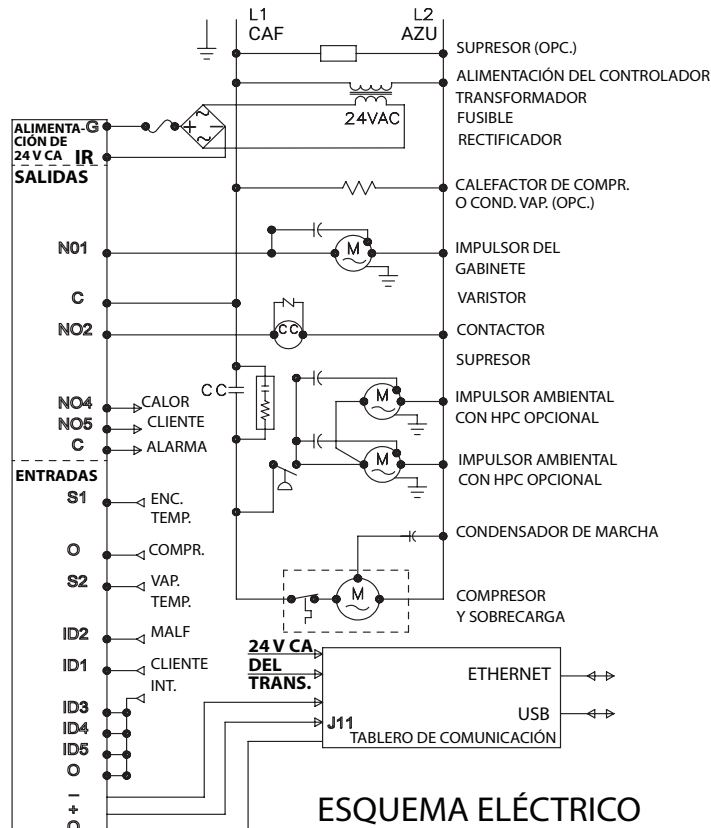 L1
CAF
L2
AZU
SUPRESOR (OPC.)
ALIMENTACIÓN DEL CONTROLADOR
TRANSFORMADOR
24VAC
FUSIBLE
RECTIFICADOR
ALIMENTA-
CIÓN DE
24 V CA
G
IR
SALIDAS
CALEFACTOR DE COMPR.
O COND. VAP. (OPC.)
N01
M
IMPULSOR DEL
GABINETE
C
VARISTOR
NO2
CC
CONTACTOR
SUPRESOR
CC
NO4
CALOR
M
IMPULSOR AMBIENTAL
CON HPC OPCIONAL
NO5
CLIENTE
C
ALARMA
M
IMPULSOR AMBIENTAL
CON HPC OPCIONAL
ENTRADAS
S1
ENC.
TEMP.
O
COMPR.
CONDENSADOR DE MARCHA
S2
VAP.
TEMP.
M
COMPRESOR
Y SOBRECARGA
ID2
MALF
ID1
CLIENTE
INT.
24 V CA
DEL
TRANS.
ETHERNET
USB
J11
TABLERO DE COMUNICACIÓN
ID3
ID4
ID5
O
–
+
O
ESQUEMA ELÉCTRICO